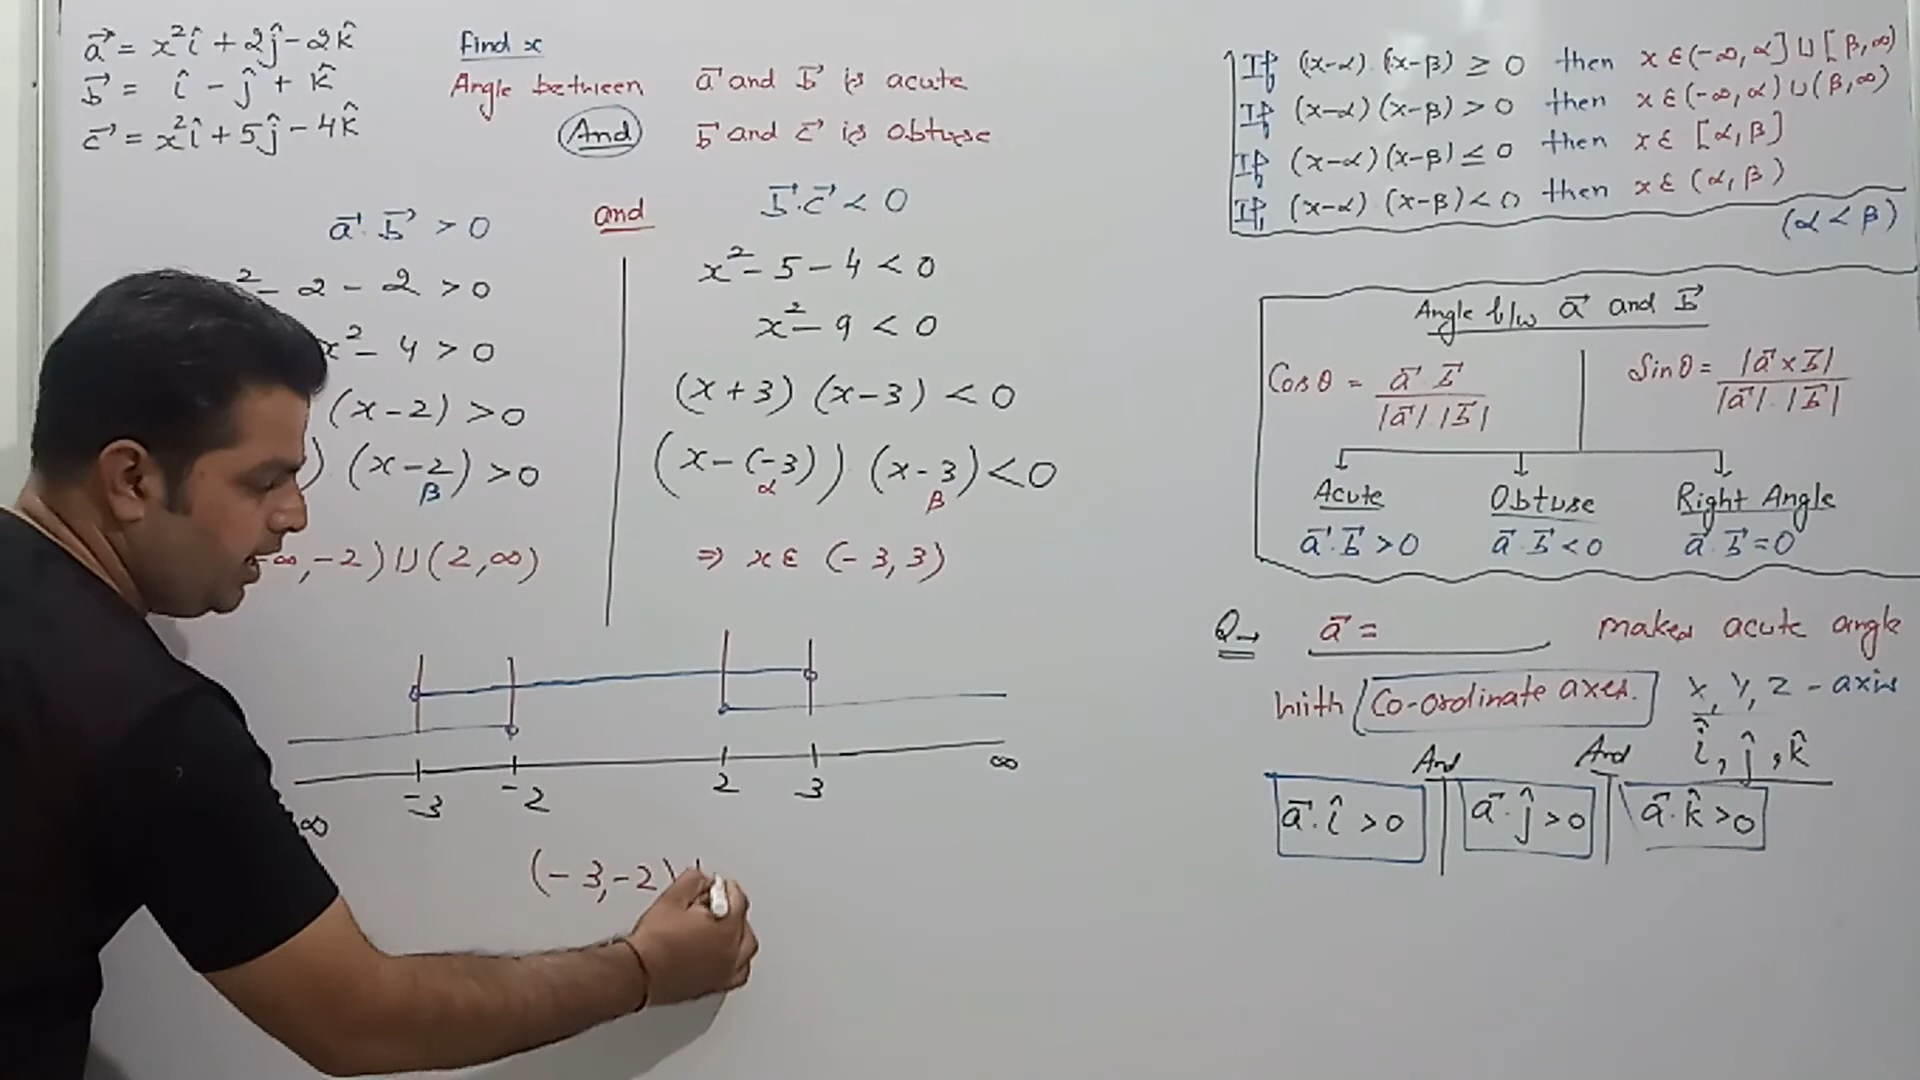 a⃗ = x²î + 2ĵ - 2k̂
b⃗ = î - ĵ + k̂
c⃗ = x²î + 5ĵ - 4k̂
Find x
Angle between a⃗ and b⃗ is acute
And b⃗ and c⃗ is obtuse
a⃗.b⃗ > 0
² - 2 - 2 > 0
x² - 4 > 0
(x-2) > 0
) (x-2) > 0
β
∞, -2) U (2, ∞)
and
b⃗.c⃗ < 0
x² - 5 - 4 < 0
x² - 9 < 0
(x+3) (x-3) < 0
(x-(-3)) (x-3) < 0
α β
⇒ x ε (-3, 3)
-3 -2 2 3 ∞
∞
(-3,-2)
If (x-α).(x-β) ≥ 0 then x ε (-∞, α] U [β, ∞)
If (x-α)(x-β) > 0 then x ε (-∞, α) U (β, ∞)
If (x-α)(x-β) ≤ 0 then x ε [α, β]
If (x-α).(x-β) < 0 then x ε (α, β)
(α < β)
Angle b/w a⃗ and b⃗
Cosθ = a⃗.b⃗ / |a⃗|.|b⃗|
Sinθ = |a⃗ x b⃗| / |a⃗|.|b⃗|
Acute Obtuse Right Angle
a⃗.b⃗ > 0 a⃗.b⃗ < 0 a⃗.b⃗ = 0
Q→ a⃗ = ______ makes acute angle
with Co-ordinate axes. X, Y, Z - axis
î, ĵ, k̂
And And
a⃗.î > 0 a⃗.ĵ > 0 a⃗.k̂ > 0